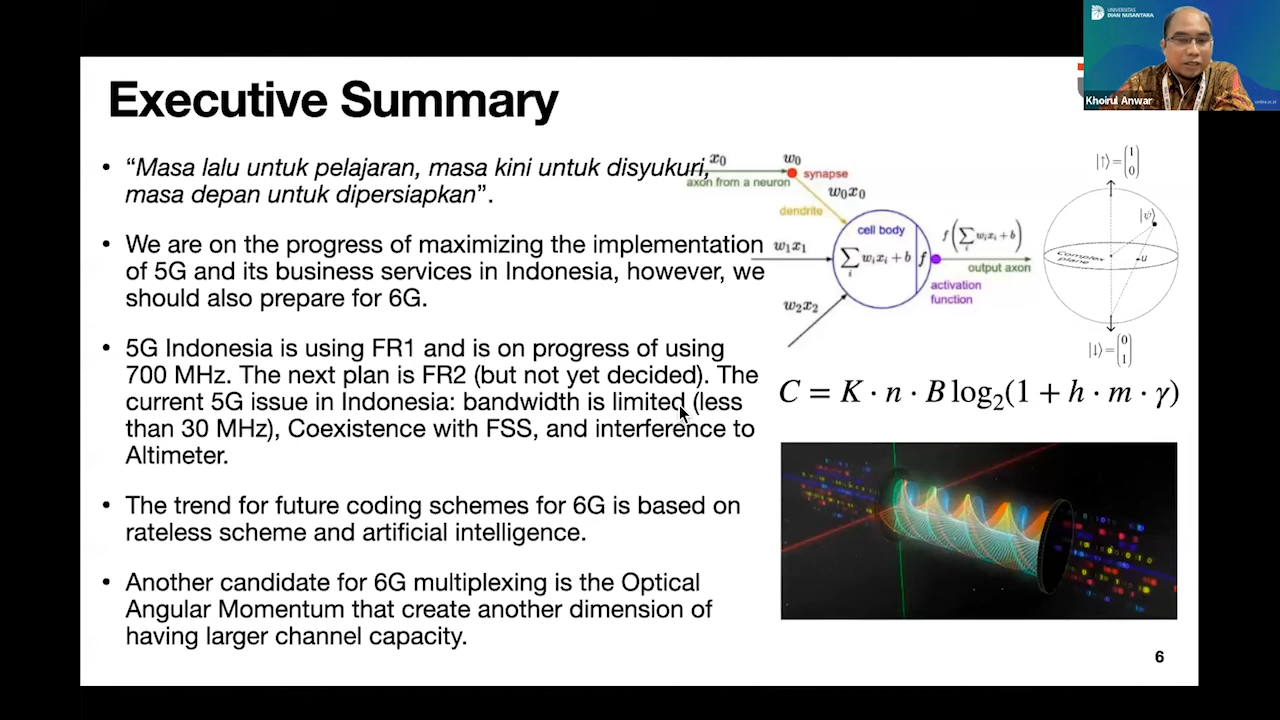 UNIVERSITAS
DIAN NUSANTARA
Khoirul Anwar
Executive Summary
• “Masa lalu untuk pelajaran, masa kini untuk disyukuri,
masa depan untuk dipersiapkan”.
• We are on the progress of maximizing the implementation
of 5G and its business services in Indonesia, however, we
should also prepare for 6G.
• 5G Indonesia is using FR1 and is on progress of using
700 MHz. The next plan is FR2 (but not yet decided). The
current 5G issue in Indonesia: bandwidth is limited (less
than 30 MHz), Coexistence with FSS, and interference to
Altimeter.
• The trend for future coding schemes for 6G is based on
rateless scheme and artificial intelligence.
• Another candidate for 6G multiplexing is the Optical
Angular Momentum that create another dimension of
having larger channel capacity.
x₀ w₀
axon from a neuron synapse
w₀x₀
dendrite
w₁x₁
cell body
∑ᵢ wᵢxᵢ + b f
f(∑ᵢ wᵢxᵢ + b)
output axon
activation
function
w₂x₂
|↑⟩=(1 0)
|ψ⟩
Complex
plane
u
|↓⟩=(0 1)
C = K · n · B log₂(1 + h · m · γ)
6